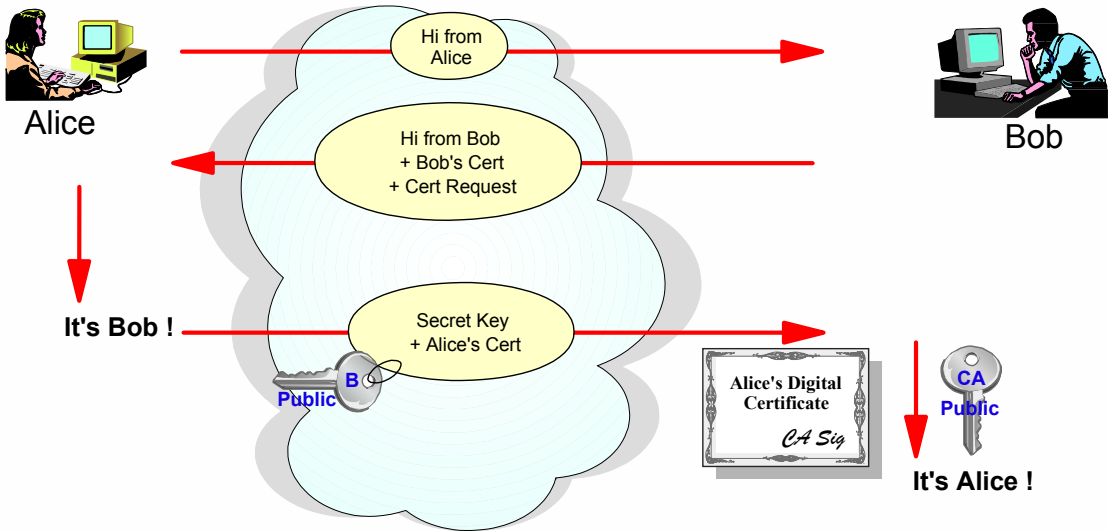 Hi from
Alice
Alice
Bob
Hi from Bob
+ Bob's Cert
+ Cert Request
It's Bob !
Secret Key
+ Alice's Cert
B
Public
Alice's Digital
Certificate
CA Sig
CA
Public
It's Alice !